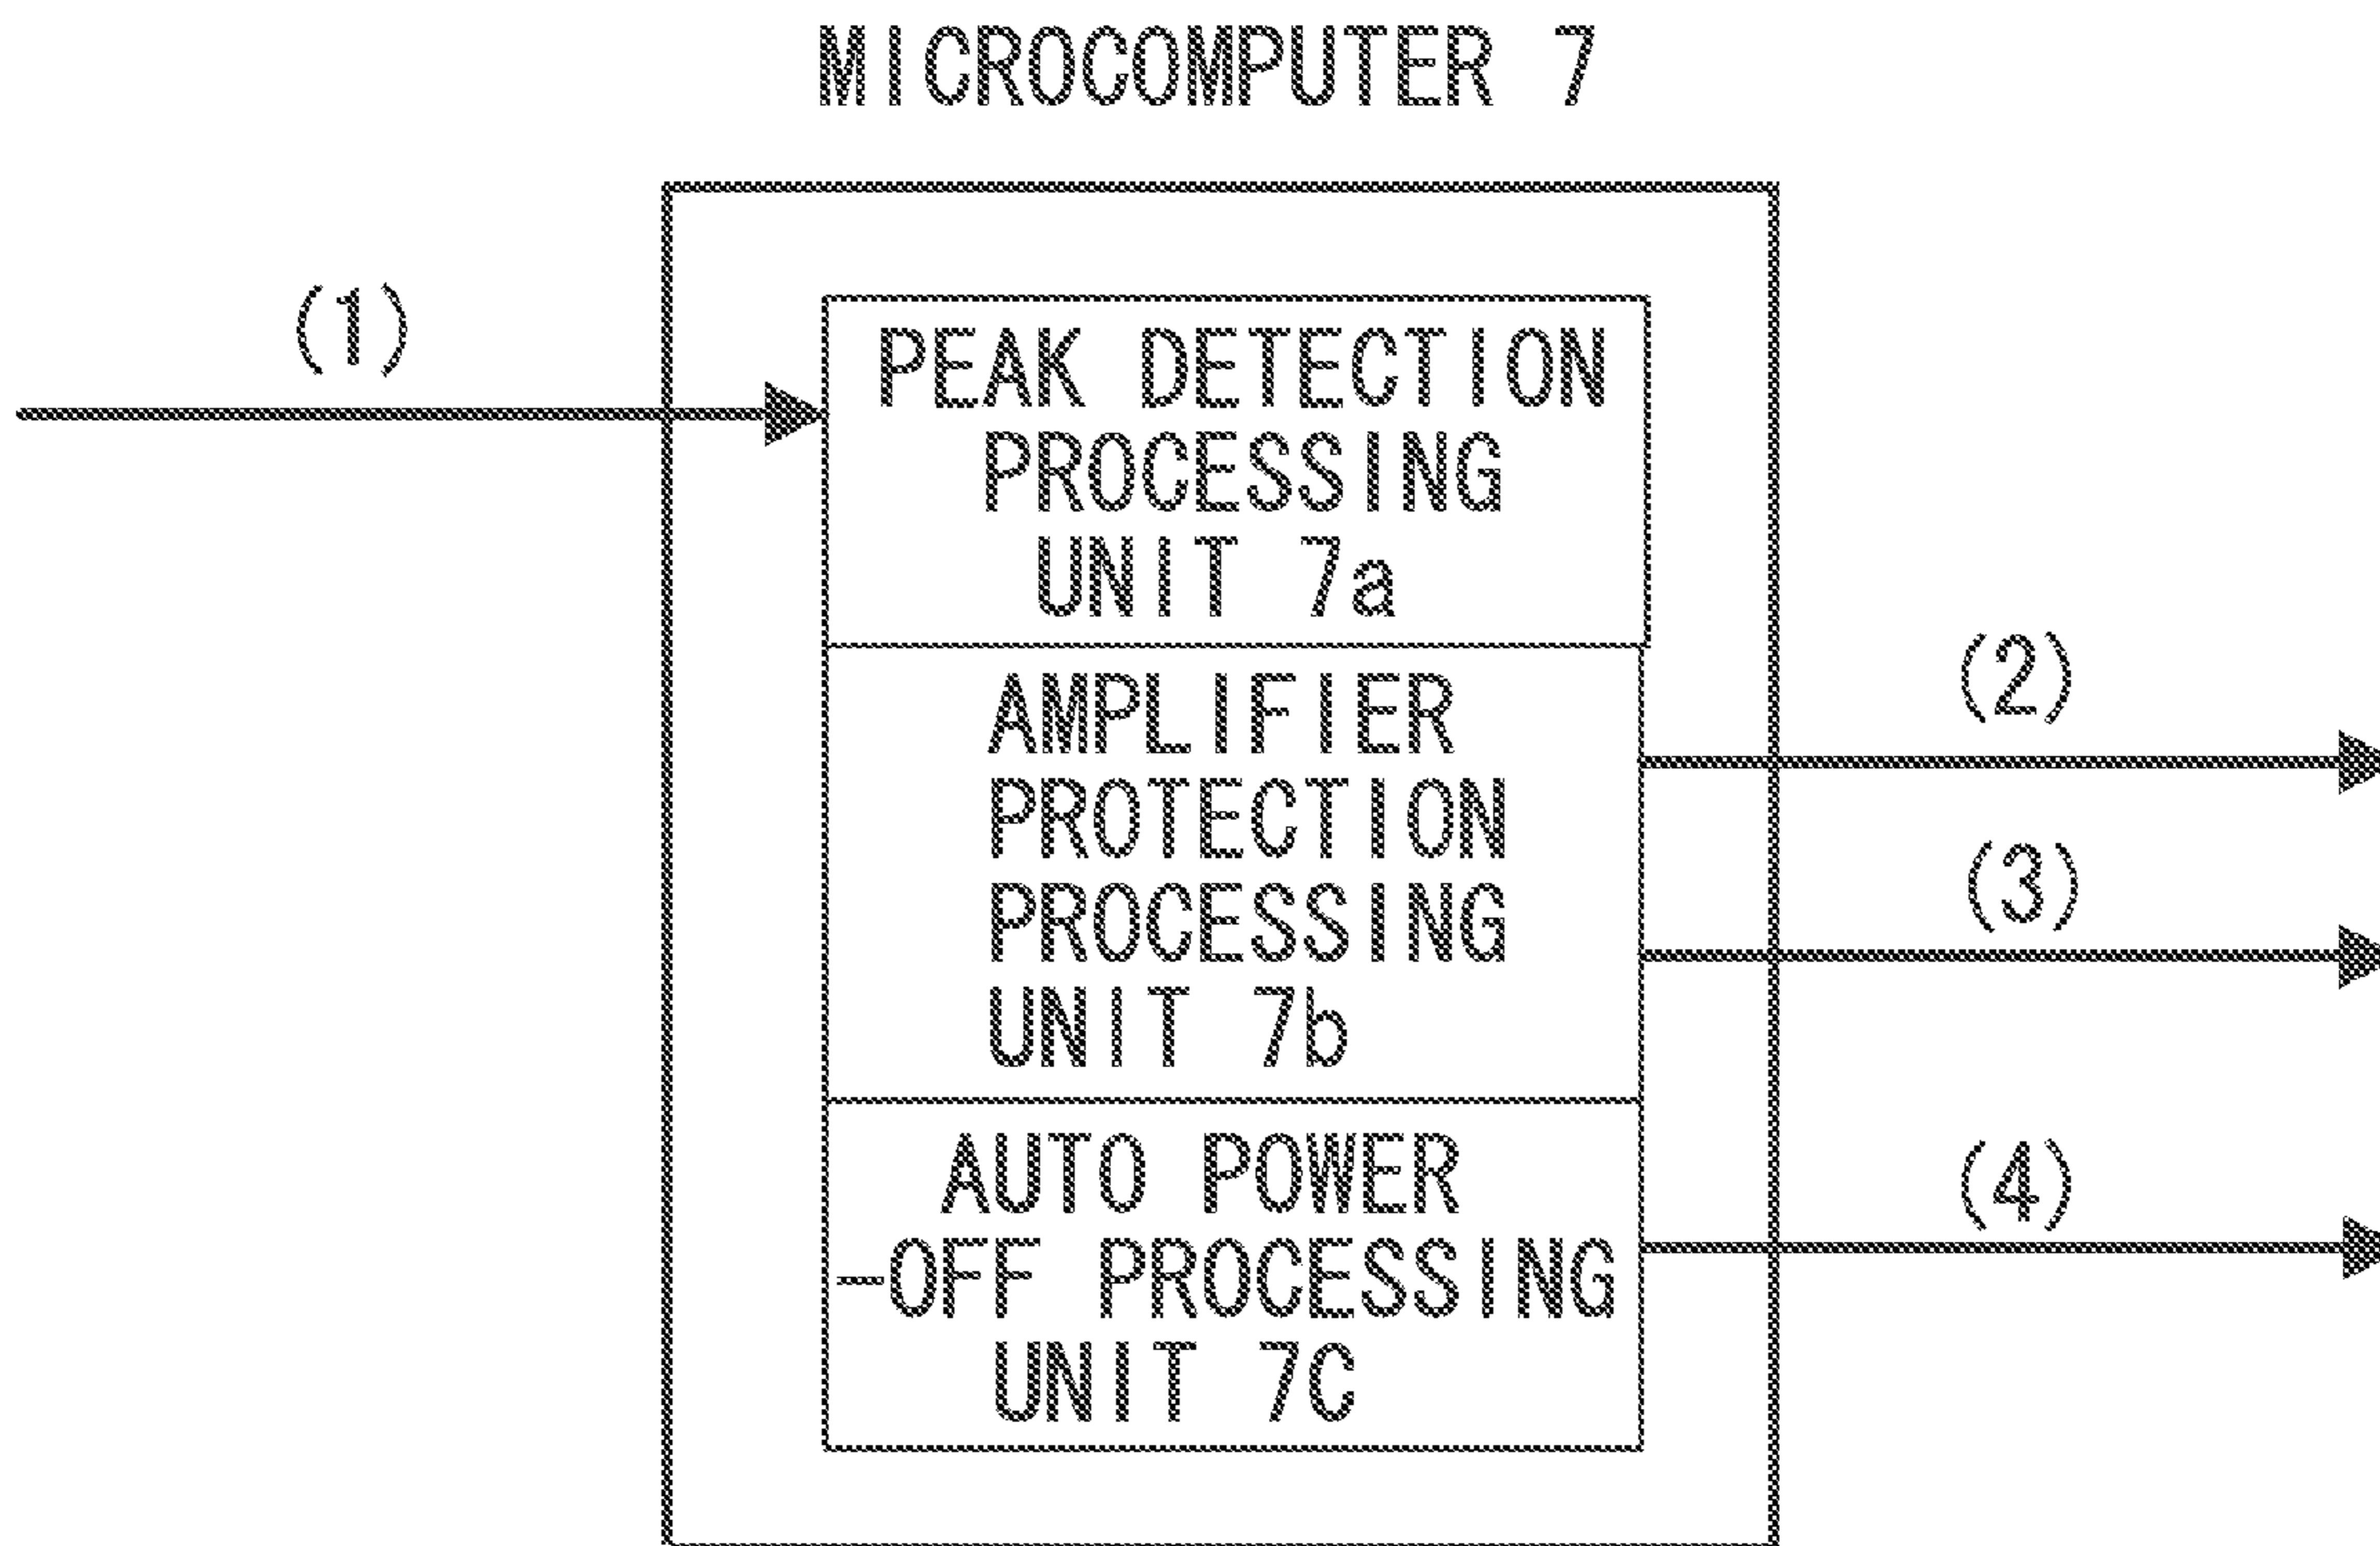 MICROCOMPUTER 7
(1)
PEAK DETECTION
PROCESSING
UNIT 7a
AMPLIFIER
PROTECTION
PROCESSING
UNIT 7b
(2)
(3)
AUTO POWER
-OFF PROCESSING
UNIT 7C
(4)